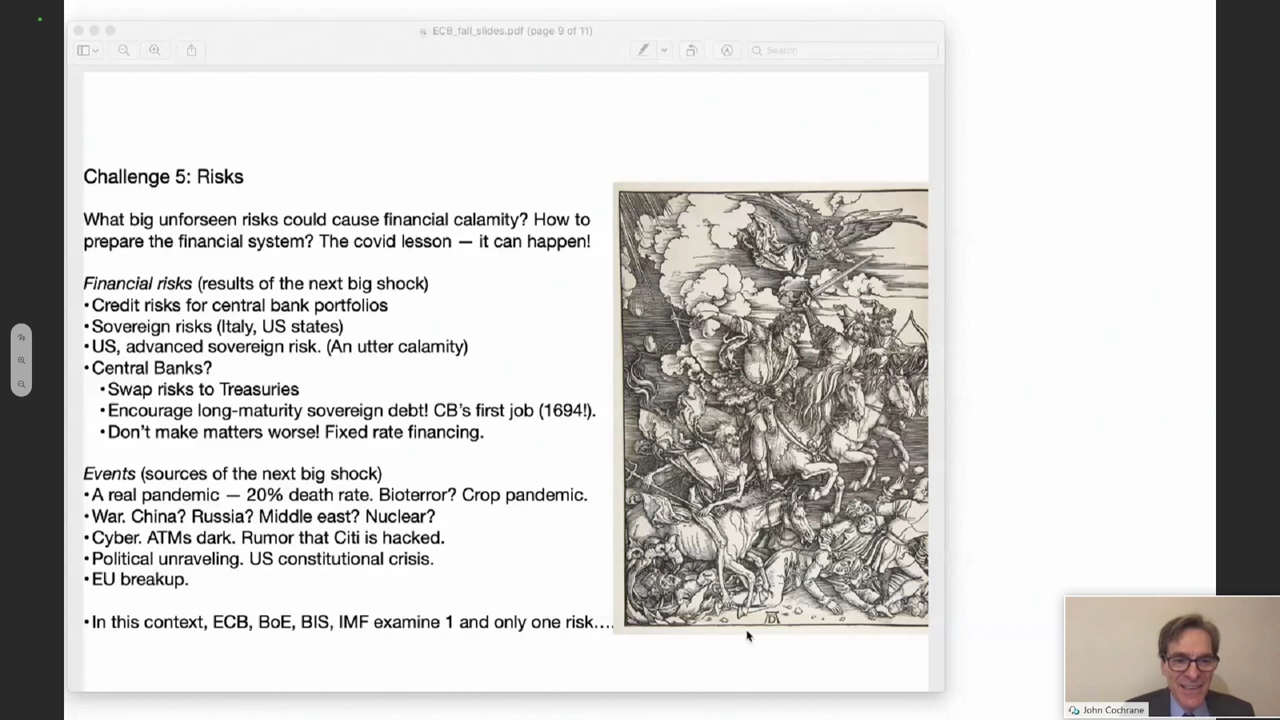 ECB_fall_slides.pdf (page 9 of 11)
Search
Challenge 5: Risks
What big unforseen risks could cause financial calamity? How to
prepare the financial system? The covid lesson — it can happen!
Financial risks (results of the next big shock)
•Credit risks for central bank portfolios
•Sovereign risks (Italy, US states)
•US, advanced sovereign risk. (An utter calamity)
•Central Banks?
•Swap risks to Treasuries
•Encourage long-maturity sovereign debt! CB's first job (1694!).
•Don't make matters worse! Fixed rate financing.
Events (sources of the next big shock)
•A real pandemic — 20% death rate. Bioterror? Crop pandemic.
•War. China? Russia? Middle east? Nuclear?
•Cyber. ATMs dark. Rumor that Citi is hacked.
•Political unraveling. US constitutional crisis.
•EU breakup.
•In this context, ECB, BoE, BIS, IMF examine 1 and only one risk….
AD
John Cochrane